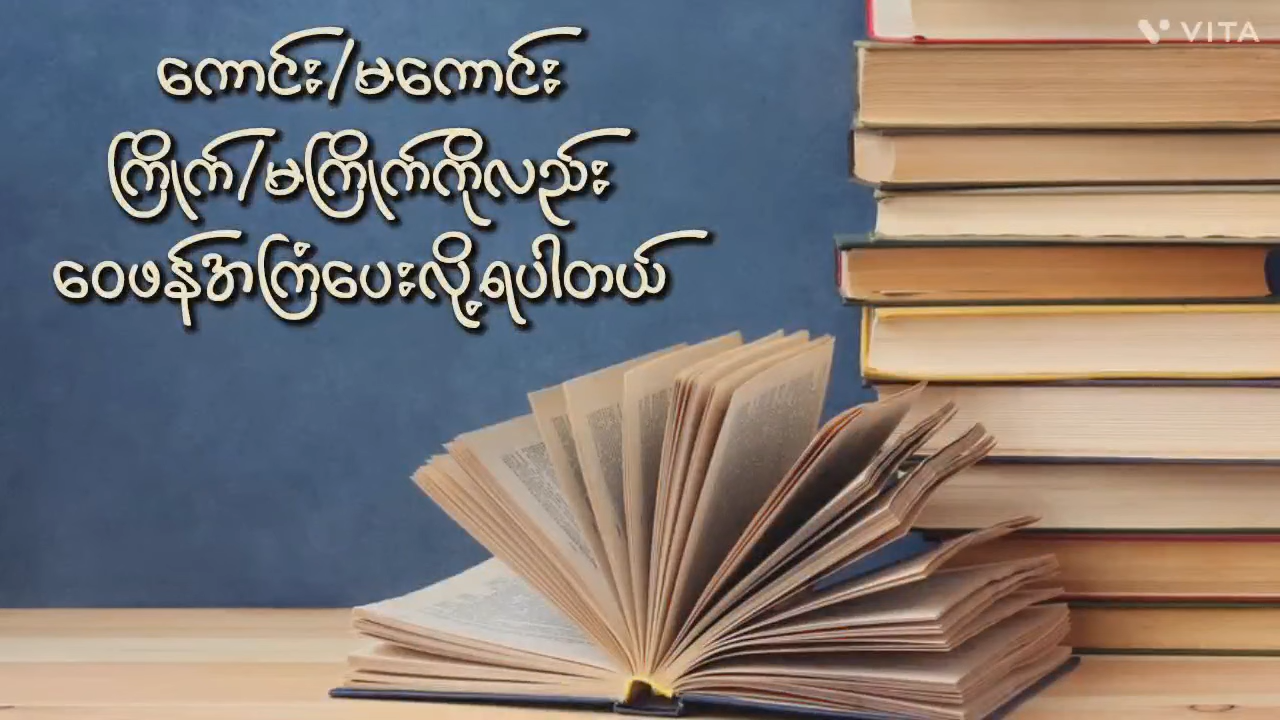 ကောင်း/မကောင်း
ကြိုက်/မကြိုက်ကိုလည်း
ဝေဖန်အကြံပေးလို့ရပါတယ်
VITA